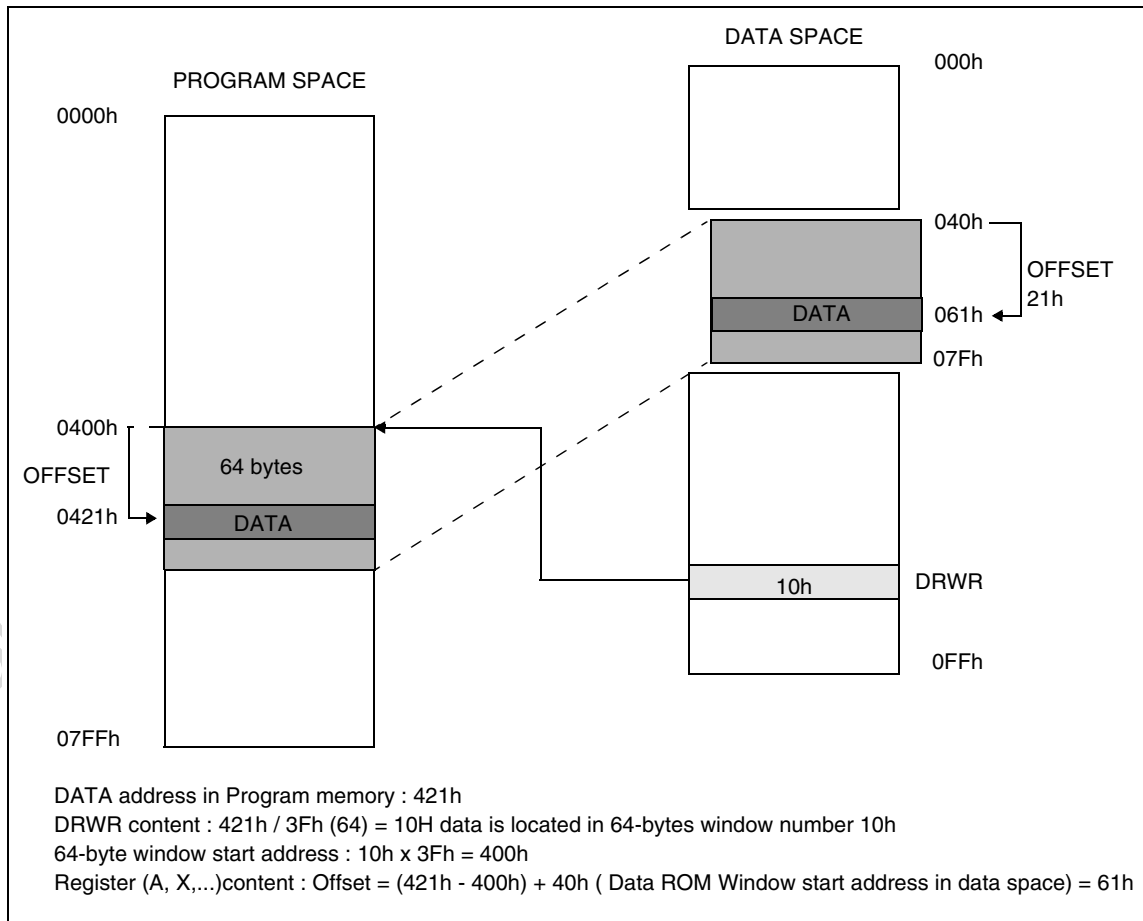 PROGRAM SPACE
0000h
0400h
OFFSET
0421h
64 bytes
DATA
07FFh
DATA SPACE
000h
040h
OFFSET
21h
DATA
061h
07Fh
10h
DRWR
0FFh
DATA address in Program memory : 421h
DRWR content : 421h / 3Fh (64) = 10H data is located in 64-bytes window number 10h
64-byte window start address : 10h x 3Fh = 400h
Register (A, X,...)content : Offset = (421h - 400h) + 40h ( Data ROM Window start address in data space) = 61h